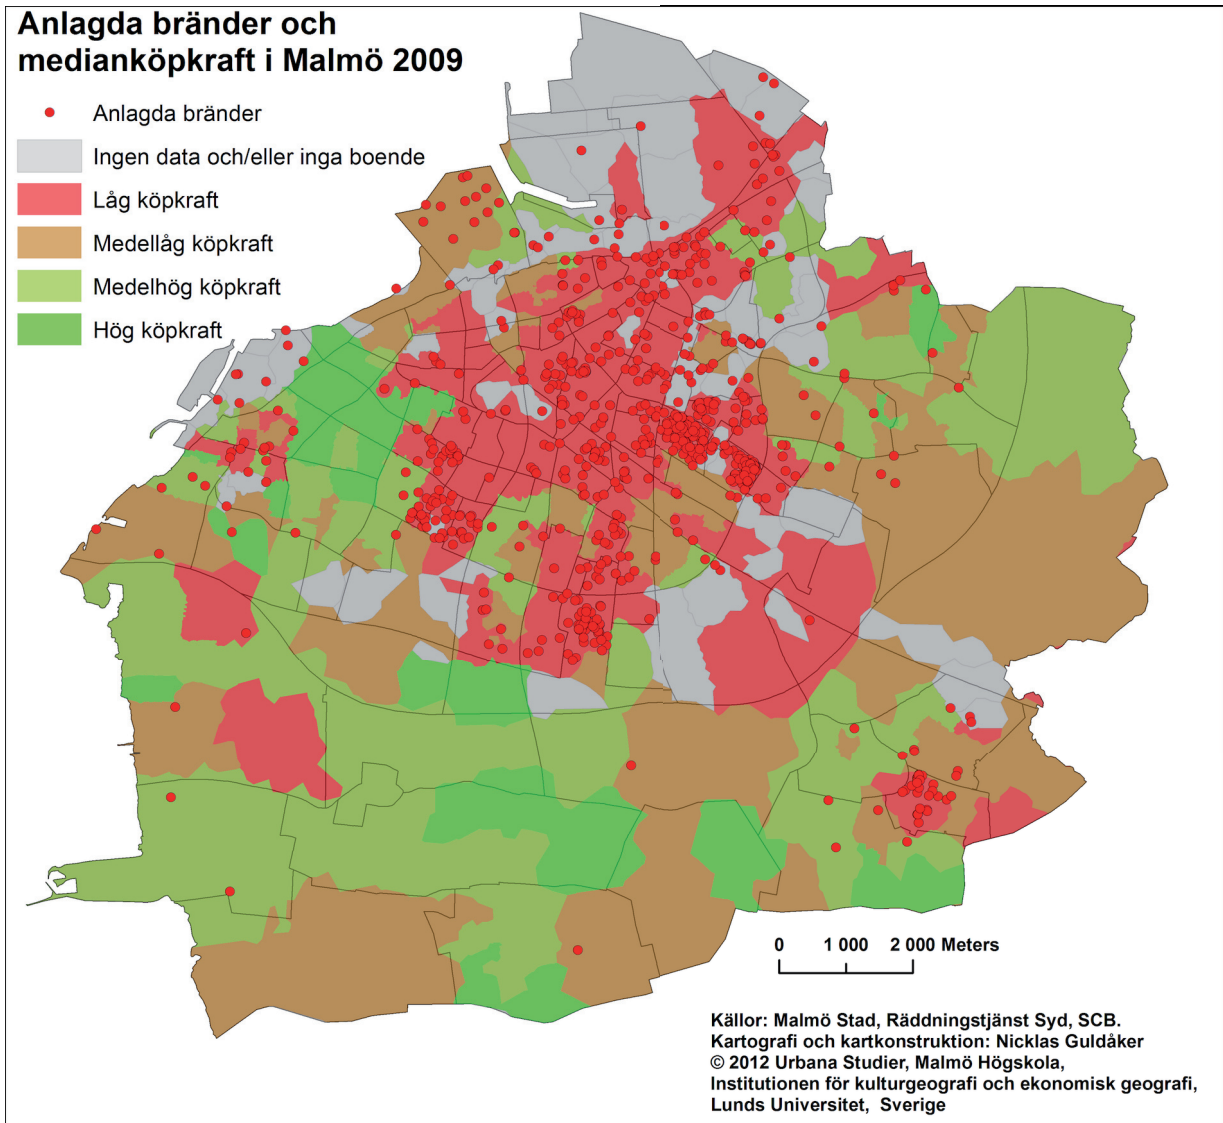 Anlagda bränder och
medianköpkraft i Malmö 2009
Anlagda bränder
Ingen data och/eller inga boende
Låg köpkraft
Medellåg köpkraft
Medelhög köpkraft
Hög köpkraft
0 1 000 2 000 Meters
Källor: Malmö Stad, Räddningstjänst Syd, SCB.
Kartografi och kartkonstruktion: Nicklas Guldåker
© 2012 Urbana Studier, Malmö Högskola,
Institutionen för kulturgeografi och ekonomisk geografi,
Lunds Universitet, Sverige